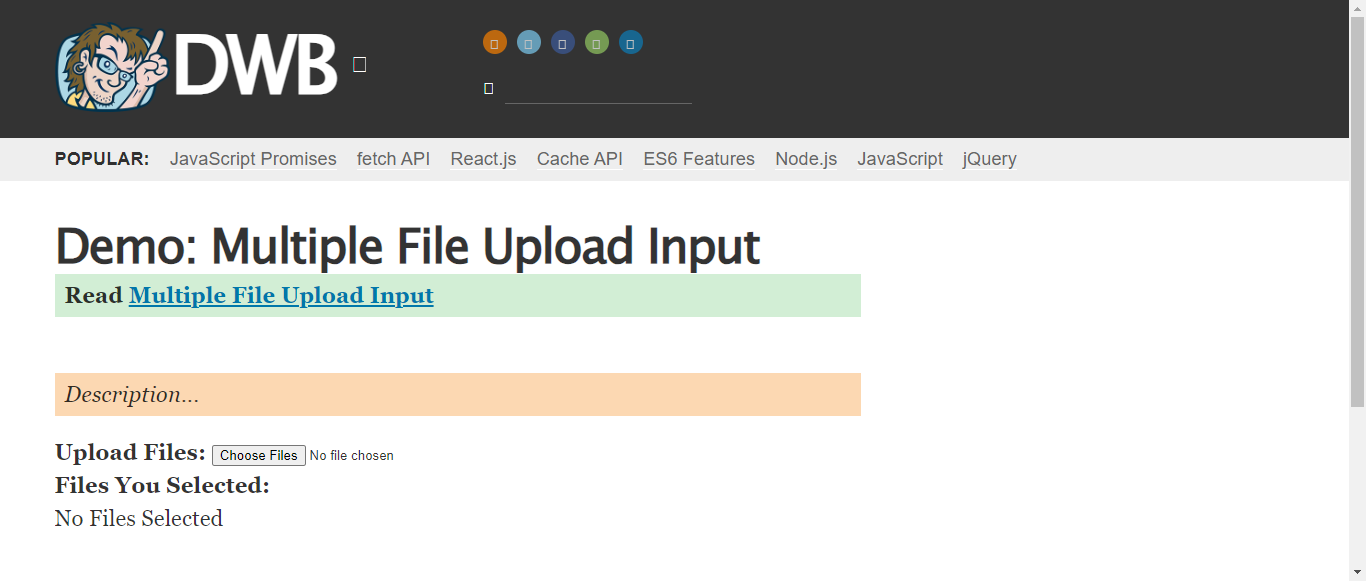 DWB
POPULAR: JavaScript Promises fetch API React.js Cache API ES6 Features Node.js JavaScript jQuery
Demo: Multiple File Upload Input
Read Multiple File Upload Input
Description...
Upload Files: Choose Files No file chosen
Files You Selected:
No Files Selected